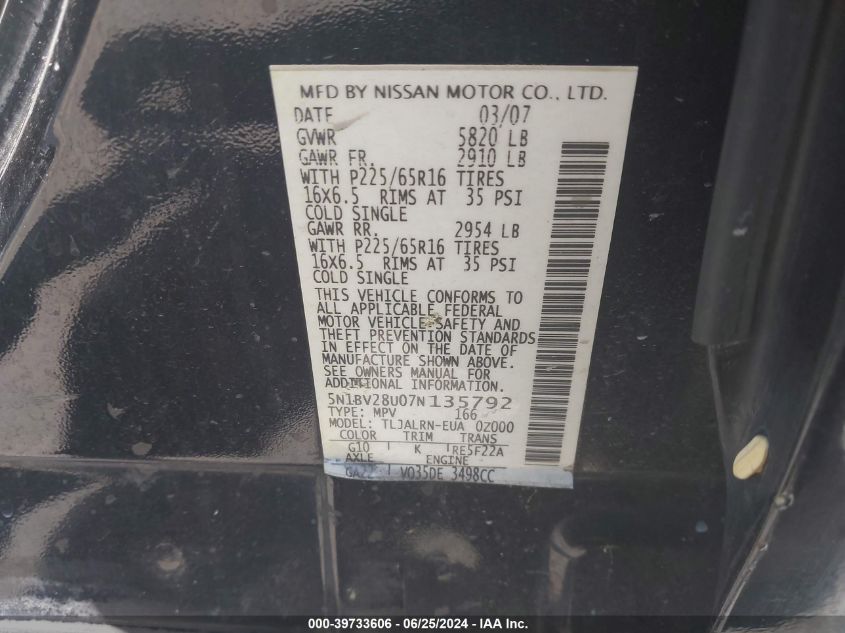 MFD BY NISSAN MOTOR CO., LTD.
DATE 03/07
GVWR 5820 LB
GAWR FR. 2910 LB
WITH P225/65R16 TIRES
16X6.5 RIMS AT 35 PSI
COLD SINGLE
GAWR RR. 2954 LB
WITH P225/65R16 TIRES
16X6.5 RIMS AT 35 PSI
COLD SINGLE
THIS VEHICLE CONFORMS TO
ALL APPLICABLE FEDERAL
MOTOR VEHICLE SAFETY AND
THEFT PREVENTION STANDARDS
IN EFFECT ON THE DATE OF
MANUFACTURE SHOWN ABOVE.
SEE OWNERS MANUAL FOR
ADDITIONAL INFORMATION.
5N1BV28U07N135792
TYPE: MPV 166
MODEL: TLJALRN-EUA 0Z000
COLOR TRIM TRANS
G10 K RE5F22A
AXLE ENGINE
GA22 VQ35DE 3498CC
000-39733606 - 06/25/2024 - IAAI.COM